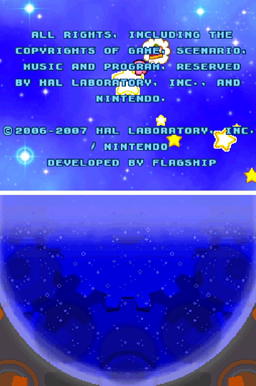 ALL RIGHTS, INCLUDING THE
COPYRIGHTS OF GAME, SCENARIO,
MUSIC AND PROGRAM, RESERVED
BY HAL LABORATORY, INC., AND
NINTENDO.
©2006-2007 HAL LABORATORY, INC.
/ NINTENDO
DEVELOPED BY FLAGSHIP